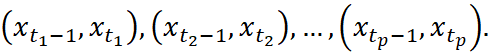 (x_{t_1−1}, x_{t_1}), (x_{t_2−1}, x_{t_2}), … , (x_{t_p−1}, x_{t_p}).